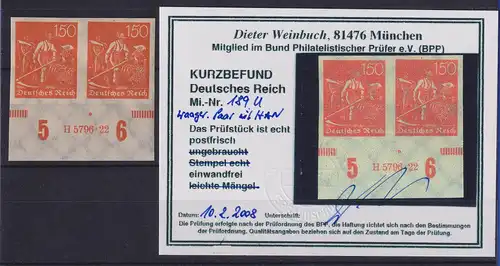 150 150
Deutsches Reich Deutsches Reich
5 H 5796·22 6
Dieter Weinbuch, 81476 München
Mitglied im Bund Philatelistischer Prüfer e.V. (BPP)
KURZBEFUND
Deutsches Reich
Mi.-Nr. 189 U
waagr. Paar mit HAN
Das Prüfstück ist echt
postfrisch
ungebraucht
Stempel echt
einwandfrei
leichte Mängel
150 150
Deutsches Reich Deutsches Reich
5 H 5796·22 6
Datum: 10.2.2008 Unterschrift:
Die Prüfung erfolgte nach der Prüfordnung des BPP, die Haftung richtet sich nach den Bestimmungen
der Prüfordnung. Qualitätsangaben beziehen sich auf den Zustand am Tage der Prüfung.